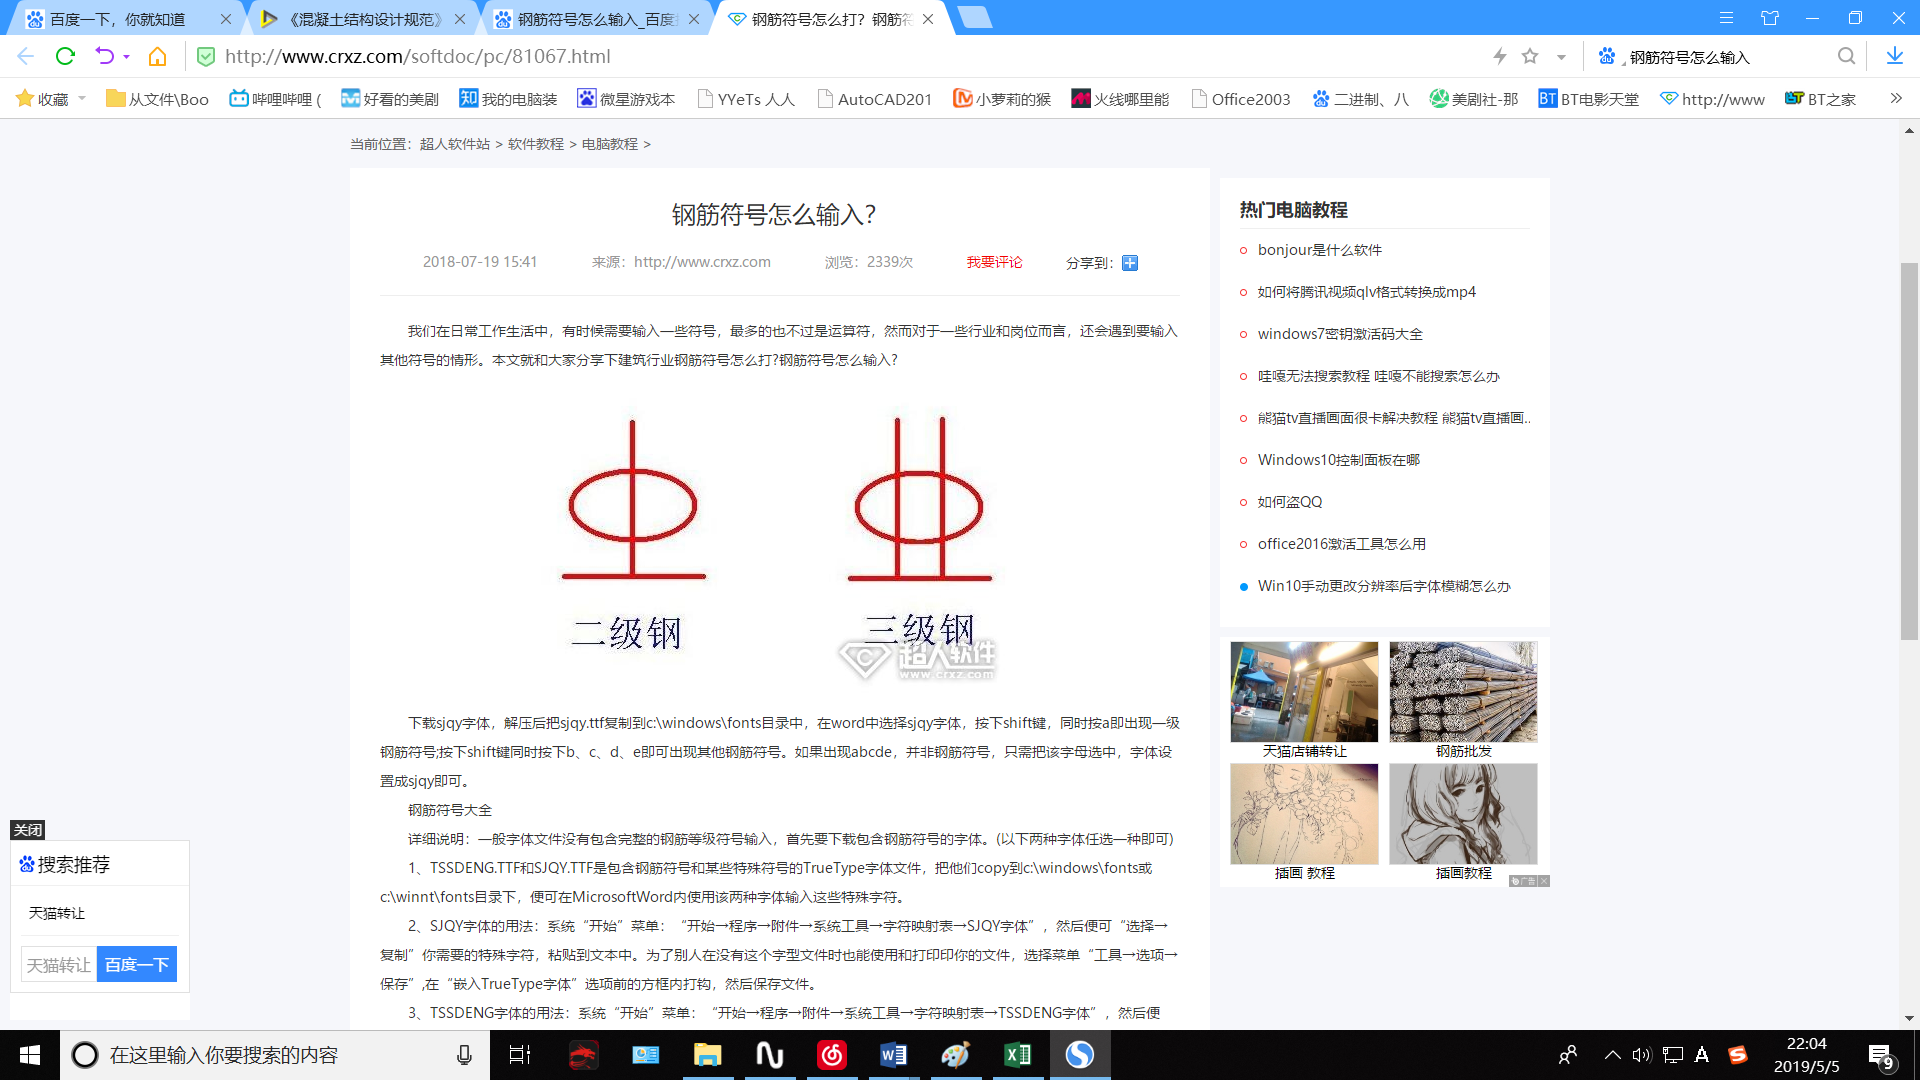 百度一下，你就知道
《混凝土结构设计规范》
钢筋符号怎么输入_百度
钢筋符号怎么打？钢筋符
http://www.crxz.com/softdoc/pc/81067.html
钢筋符号怎么输入
收藏
从文件\Boo
哔哩哔哩 (
好看的美剧
我的电脑装
微星游戏本
YYeTs 人人
AutoCAD201
小萝莉的猴
火线哪里能
Office2003
二进制、八
美剧社-那
BT电影天堂
http://www
BT之家
当前位置：超人软件站 > 软件教程 > 电脑教程 >
钢筋符号怎么输入？
2018-07-19 15:41
来源：http://www.crxz.com
浏览：2339次
我要评论
分享到：
我们在日常工作生活中，有时候需要输入一些符号，最多的也不过是运算符，然而对于一些行业和岗位而言，还会遇到要输入
其他符号的情形。本文就和大家分享下建筑行业钢筋符号怎么打?钢筋符号怎么输入?
二级钢
三级钢
超人软件
www.crxz.com
下载sjqy字体，解压后把sjqy.ttf复制到c:\windows\fonts目录中，在word中选择sjqy字体，按下shift键，同时按a即出现一级
钢筋符号;按下shift键同时按下b、c、d、e即可出现其他钢筋符号。如果出现abcde，并非钢筋符号，只需把该字母选中，字体设
置成sjqy即可。
钢筋符号大全
详细说明：一般字体文件没有包含完整的钢筋等级符号输入，首先要下载包含钢筋符号的字体。(以下两种字体任选一种即可)
1、TSSDENG.TTF和SJQY.TTF是包含钢筋符号和某些特殊符号的TrueType字体文件，把他们copy到c:\windows\fonts或
c:\winnt\fonts目录下，便可在MicrosoftWord内使用该两种字体输入这些特殊字符。
2、SJQY字体的用法：系统“开始”菜单：“开始→程序→附件→系统工具→字符映射表→SJQY字体”，然后便可“选择→
复制”你需要的特殊字符，粘贴到文本中。为了别人在没有这个字型文件时也能使用和打印印你的文件，选择菜单“工具→选项→
保存”,在“嵌入TrueType字体”选项前的方框内打钩，然后保存文件。
3、TSSDENG字体的用法：系统“开始”菜单：“开始→程序→附件→系统工具→字符映射表→TSSDENG字体”，然后便
热门电脑教程
bonjour是什么软件
如何将腾讯视频qlv格式转换成mp4
windows7密钥激活码大全
哇嘎无法搜索教程 哇嘎不能搜索怎么办
熊猫tv直播画面很卡解决教程 熊猫tv直播画..
Windows10控制面板在哪
如何盗QQ
office2016激活工具怎么用
Win10手动更改分辨率后字体模糊怎么办
天猫店铺转让
钢筋批发
插画 教程
插画教程
广告
关闭
搜索推荐
天猫转让
天猫转让
百度一下
在这里输入你要搜索的内容
22:04
2019/5/5
9